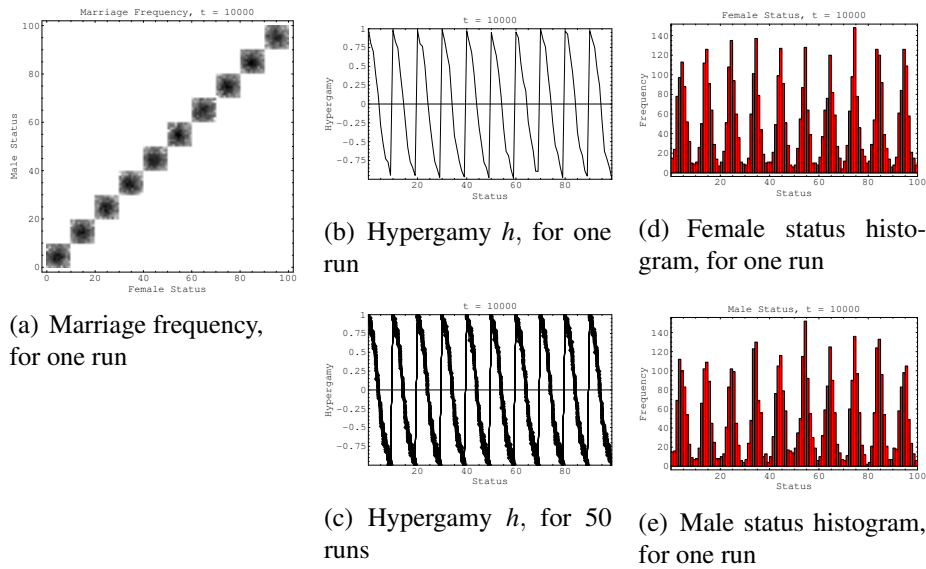 Marriage Frequency, t = 10000
100
80
60
40
20
0
Male Status
0 20 40 60 80 100
Female Status
(a) Marriage frequency,
for one run
t = 10000
1
0.75
0.5
0.25
0
-0.25
-0.5
-0.75
Hypergamy
20 40 60 80
Status
(b) Hypergamy h, for one
run
t = 10000
1
0.75
0.5
0.25
0
-0.25
-0.5
-0.75
Hypergamy
20 40 60 80
Status
(c) Hypergamy h, for 50
runs
Female Status, t = 10000
140
120
100
80
60
40
20
0
Frequency
20 40 60 80 100
Status
(d) Female status histo-
gram, for one run
Male Status, t = 10000
140
120
100
80
60
40
20
0
Frequency
20 40 60 80 100
Status
(e) Male status histogram,
for one run